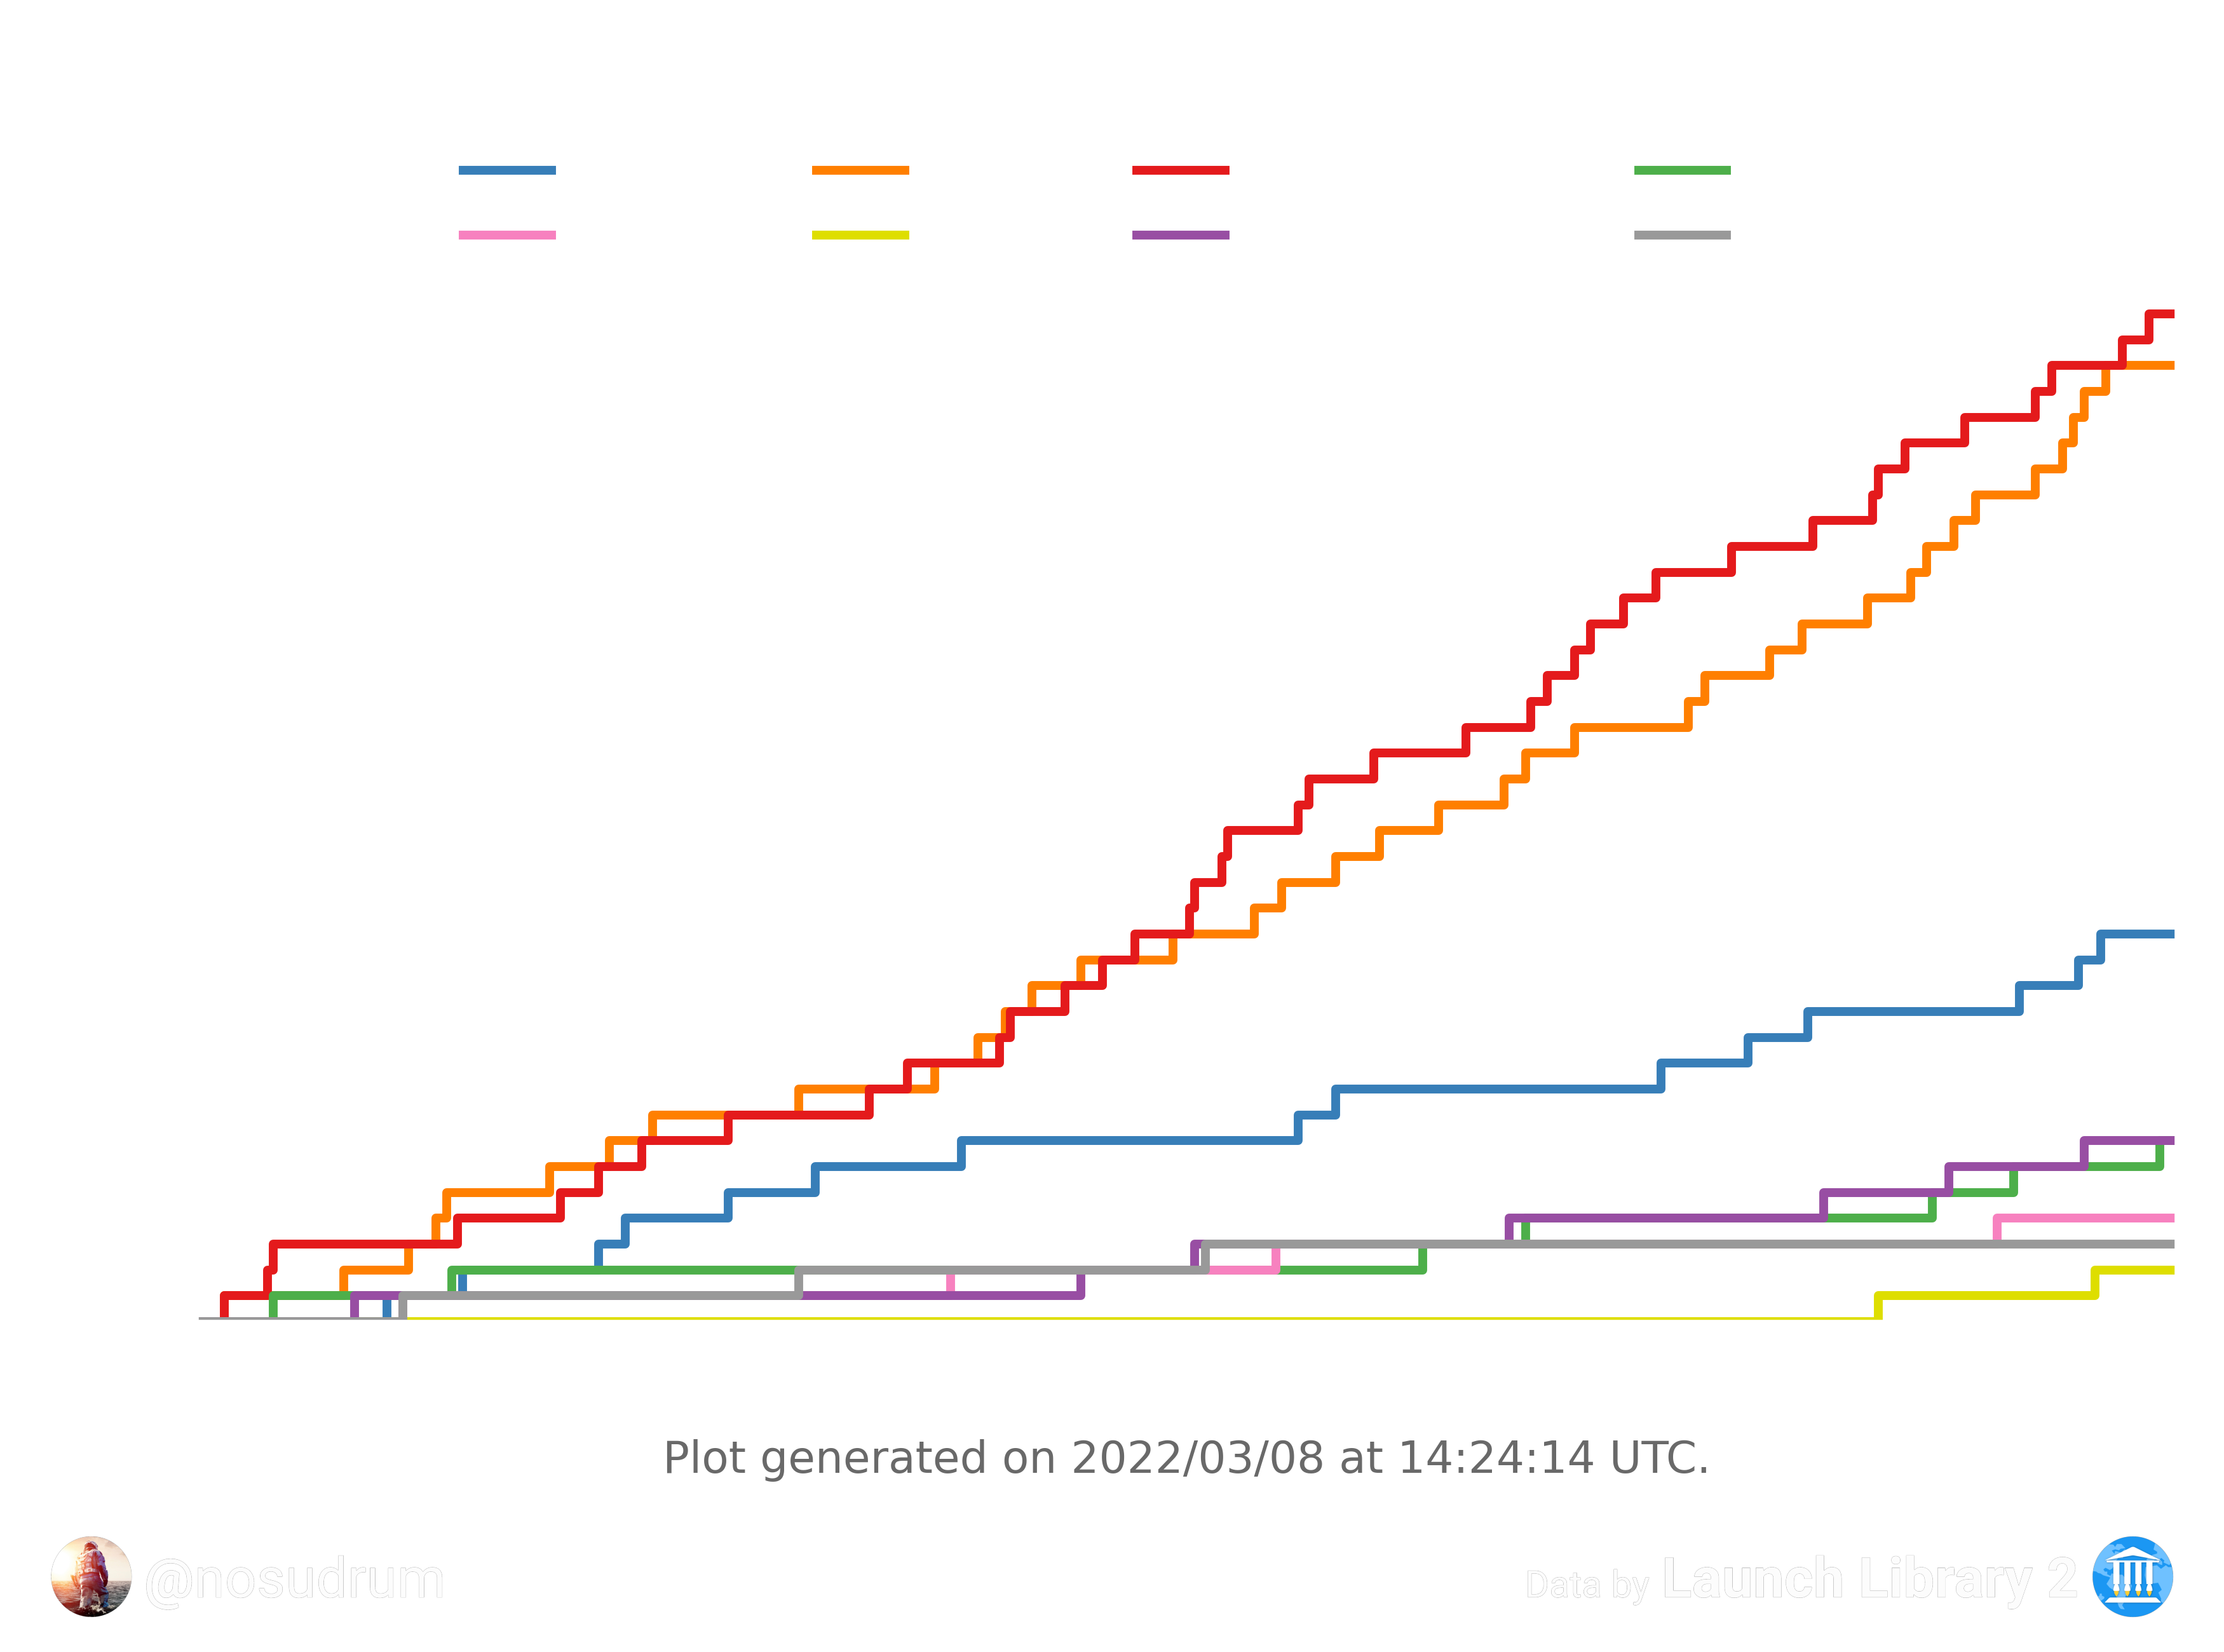 Plot generated on 2022/03/08 at 14:24:14 UTC.
@nosudrum
Data by Launch Library 2